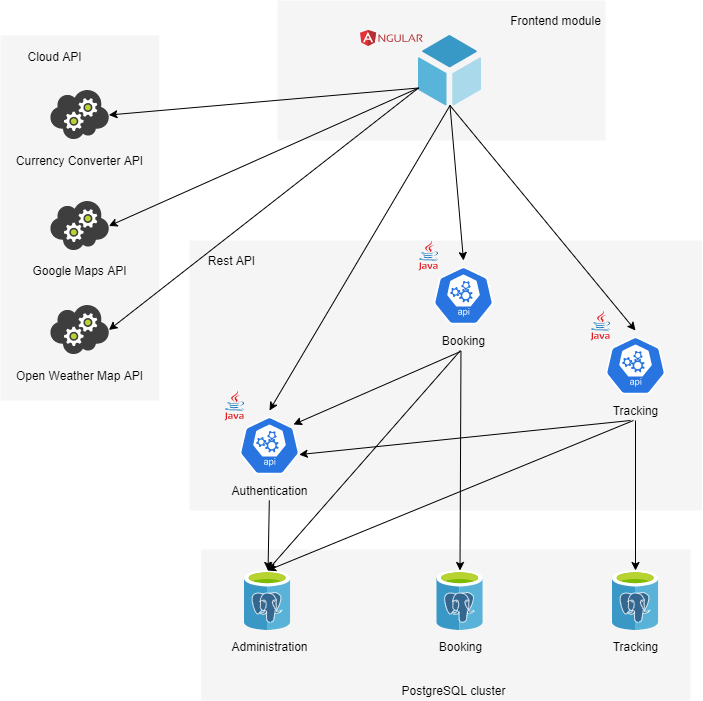 Frontend module
ANGULAR
Cloud API
Currency Converter API
Google Maps API
Open Weather Map API
Rest API
Java
api
Booking
Java
api
Tracking
Java
api
Authentication
Administration
Booking
Tracking
PostgreSQL cluster